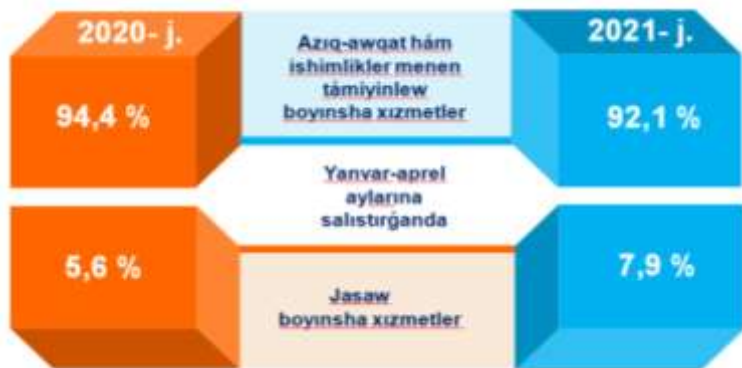 2020- j.
94,4 %
5,6 %
Azıq-awqat hám
ishimlikler menen
támiyinlew
boyınsha xızmetler
Yanvar-aprel
aylarına
salıstırǵanda
Jasaw
boyınsha xızmetler
2021- j.
92,1 %
7,9 %